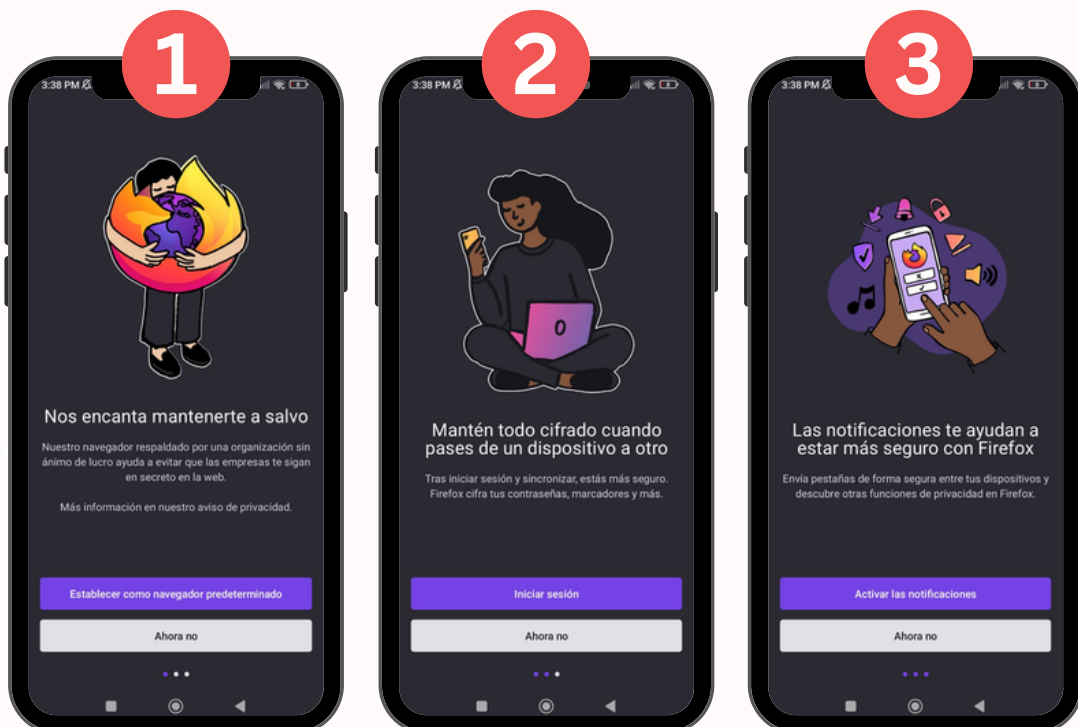 1
3:38 PM
Nos encanta mantenerte a salvo
Nuestro navegador respaldado por una organización sin
ánimo de lucro ayuda a evitar que las empresas te sigan
en secreto en la web.
Más información en nuestro aviso de privacidad.
Establecer como navegador predeterminado
Ahora no
2
3:38 PM
Mantén todo cifrado cuando
pases de un dispositivo a otro
Tras iniciar sesión y sincronizar, estás más seguro.
Firefox cifra tus contraseñas, marcadores y más.
Iniciar sesión
Ahora no
3
3:38 PM
Las notificaciones te ayudan a
estar más seguro con Firefox
Envía pestañas de forma segura entre tus dispositivos y
descubre otras funciones de privacidad en Firefox.
Activar las notificaciones
Ahora no